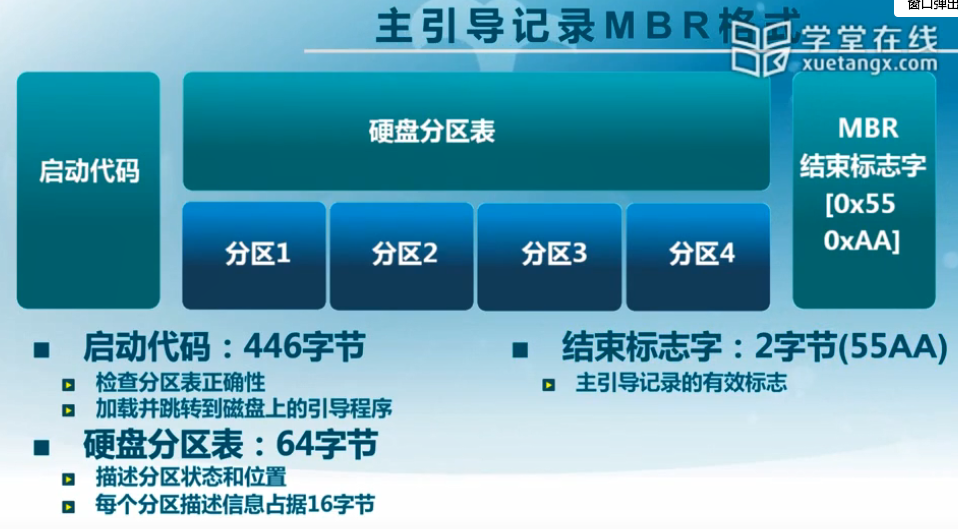 窗口弹出
主引导记录MBR格式
学堂在线
xuetangx.com
启动代码
硬盘分区表
分区1
分区2
分区3
分区4
MBR
结束标志字
[0x55
0xAA]
启动代码：446字节
检查分区表正确性
加载并跳转到磁盘上的引导程序
硬盘分区表：64字节
描述分区状态和位置
每个分区描述信息占据16字节
结束标志字：2字节(55AA)
主引导记录的有效标志